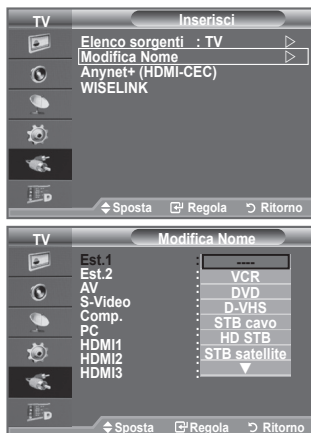 TV Inserisci
Elenco sorgenti : TV
Modifica Nome
Anynet+ (HDMI-CEC)
WISELINK
Sposta Regola Ritorno
TV Modifica Nome
Est.1 : ----
Est.2 : VCR
AV : DVD
S-Video : D-VHS
Comp. : STB cavo
PC : HD STB
HDMI1 : STB satellite
HDMI2 :
HDMI3 :
Sposta Regola Ritorno